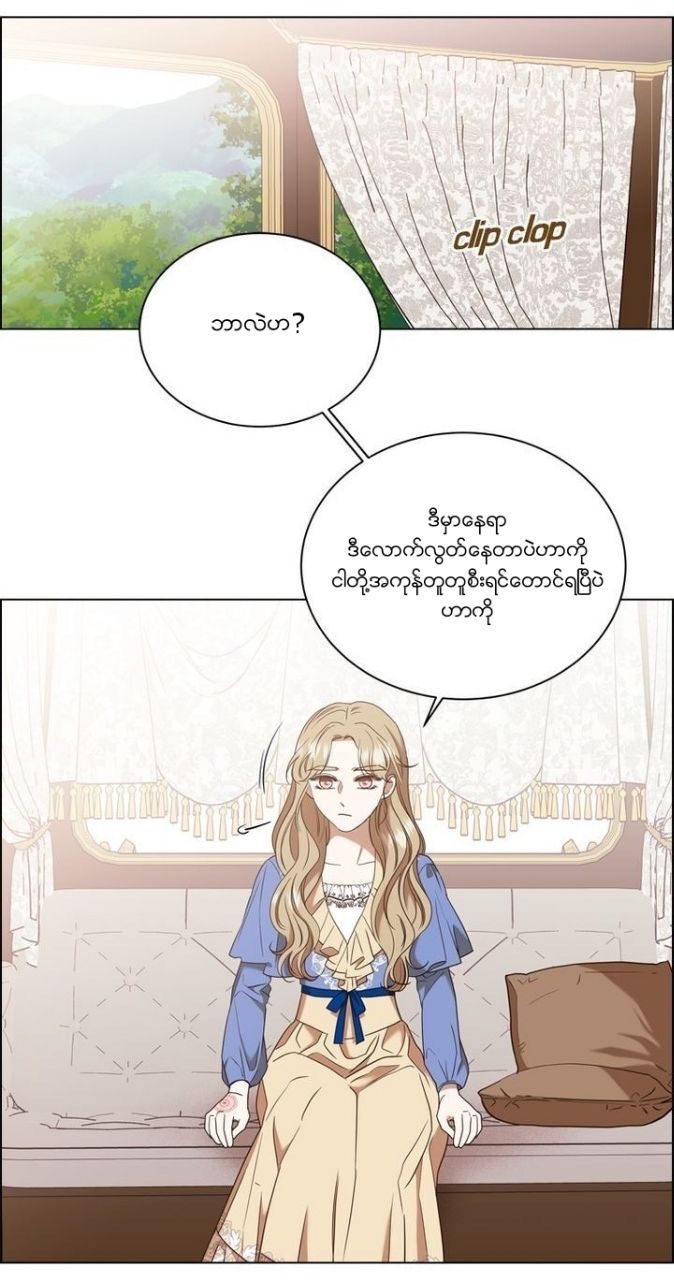 clip clop
ဘာလဲဟ?
ဒီမှာနေရာ
ဒီလောက်လွတ်နေတာပဲဟာကို
ငါတို့အကုန်တူတူစီးရင်တောင်ရပြီပဲ
ဟာကို